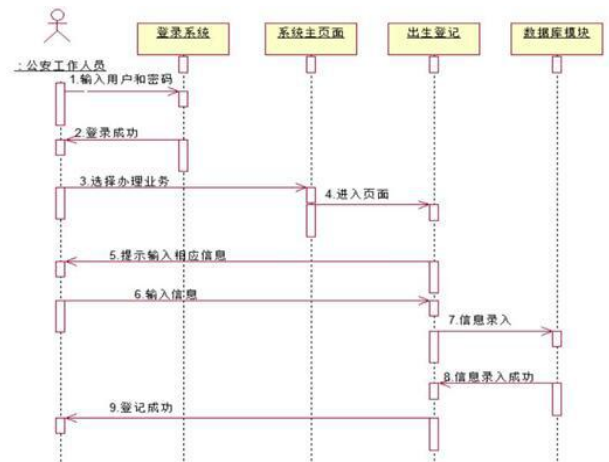 登录系统
系统主页面
出生登记
数据库模块
: 公安工作人员
1.输入用户和密码
2.登录成功
3.选择办理业务
4.进入页面
5.提示输入相应信息
6.输入信息
7.信息录入
8.信息录入成功
9.登记成功